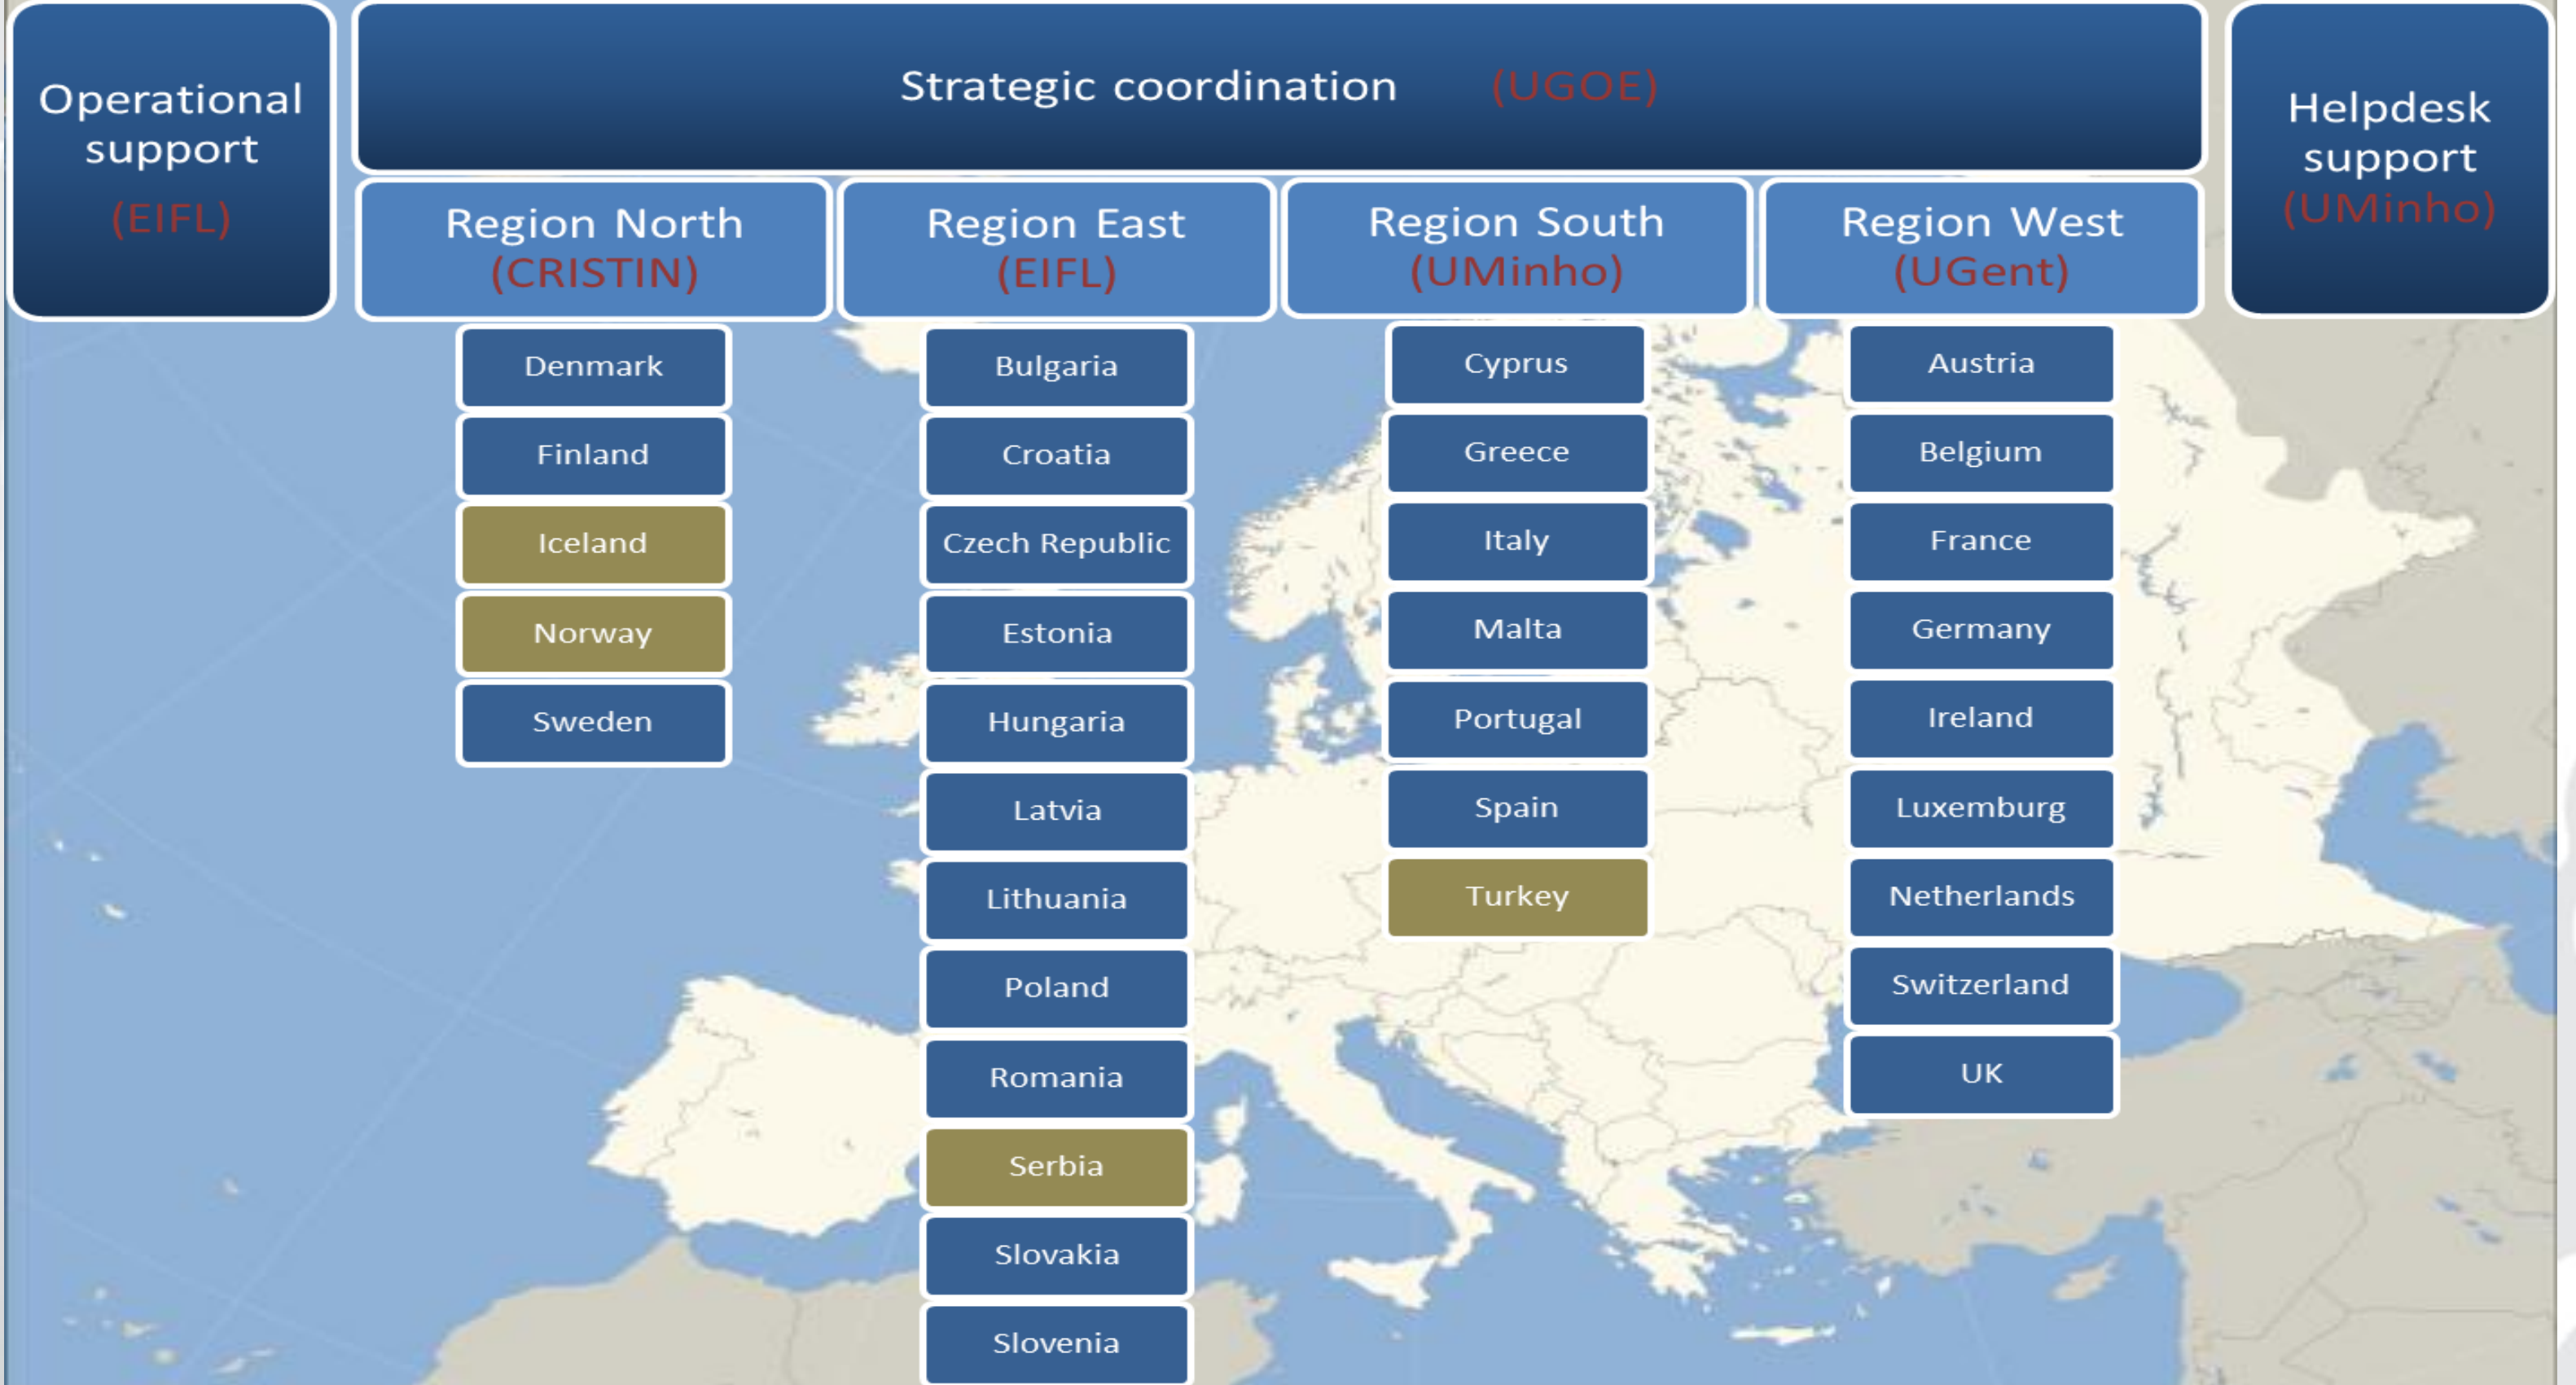 Operational
support
(EIFL)
Strategic coordination (UGOE)
Helpdesk
support
(UMinho)
Region North
(CRISTIN)
Denmark
Finland
Iceland
Norway
Sweden
Region East
(EIFL)
Bulgaria
Croatia
Czech Republic
Estonia
Hungaria
Latvia
Lithuania
Poland
Romania
Serbia
Slovakia
Slovenia
Region South
(UMinho)
Cyprus
Greece
Italy
Malta
Portugal
Spain
Turkey
Region West
(UGent)
Austria
Belgium
France
Germany
Ireland
Luxemburg
Netherlands
Switzerland
UK